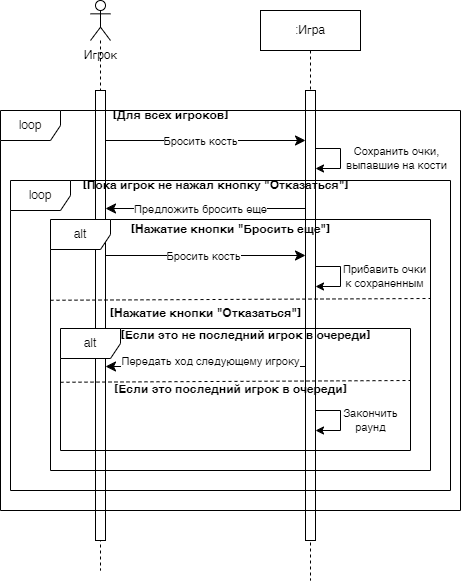 Игрок
:Игра
loop
[Для всех игроков]
Бросить кость
Сохранить очки,
выпавшие на кости
loop
[Пока игрок не нажал кнопку "Отказаться"]
Предложить бросить еще
alt
[Нажатие кнопки "Бросить еще"]
Бросить кость
Прибавить очки
к сохраненным
[Нажатие кнопки "Отказаться"]
alt
[Если это не последний игрок в очереди]
Передать ход следующему игроку
[Если это последний игрок в очереди]
Закончить
раунд